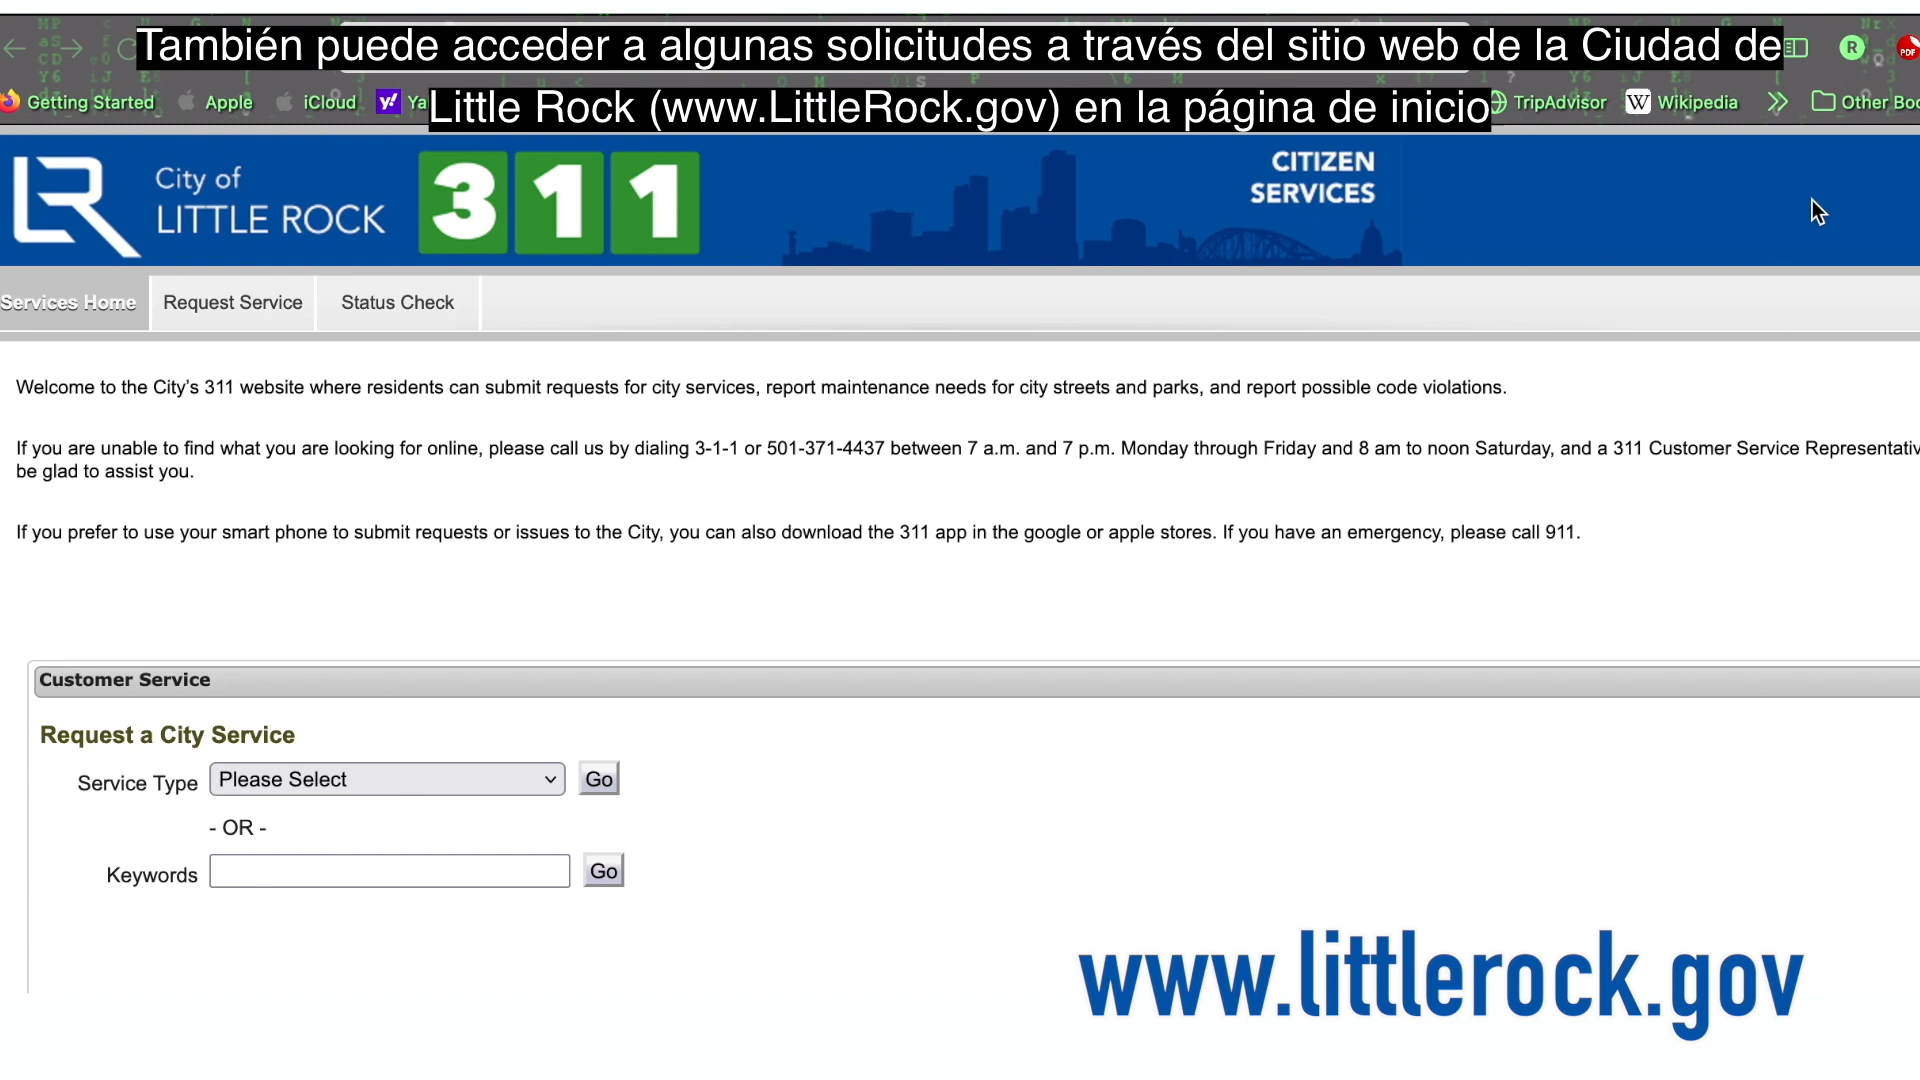 También puede acceder a algunas solicitudes a través del sitio web de la Ciudad de
Little Rock (www.LittleRock.gov) en la página de inicio
Getting Started Apple iCloud Ya TripAdvisor Wikipedia Other Boo
City of
LITTLE ROCK
311
CITIZEN
SERVICES
Services Home Request Service Status Check
Welcome to the City's 311 website where residents can submit requests for city services, report maintenance needs for city streets and parks, and report possible code violations.
If you are unable to find what you are looking for online, please call us by dialing 3-1-1 or 501-371-4437 between 7 a.m. and 7 p.m. Monday through Friday and 8 am to noon Saturday, and a 311 Customer Service Representativ
be glad to assist you.
If you prefer to use your smart phone to submit requests or issues to the City, you can also download the 311 app in the google or apple stores. If you have an emergency, please call 911.
Customer Service
Request a City Service
Service Type Please Select Go
- OR -
Keywords Go
www.littlerock.gov